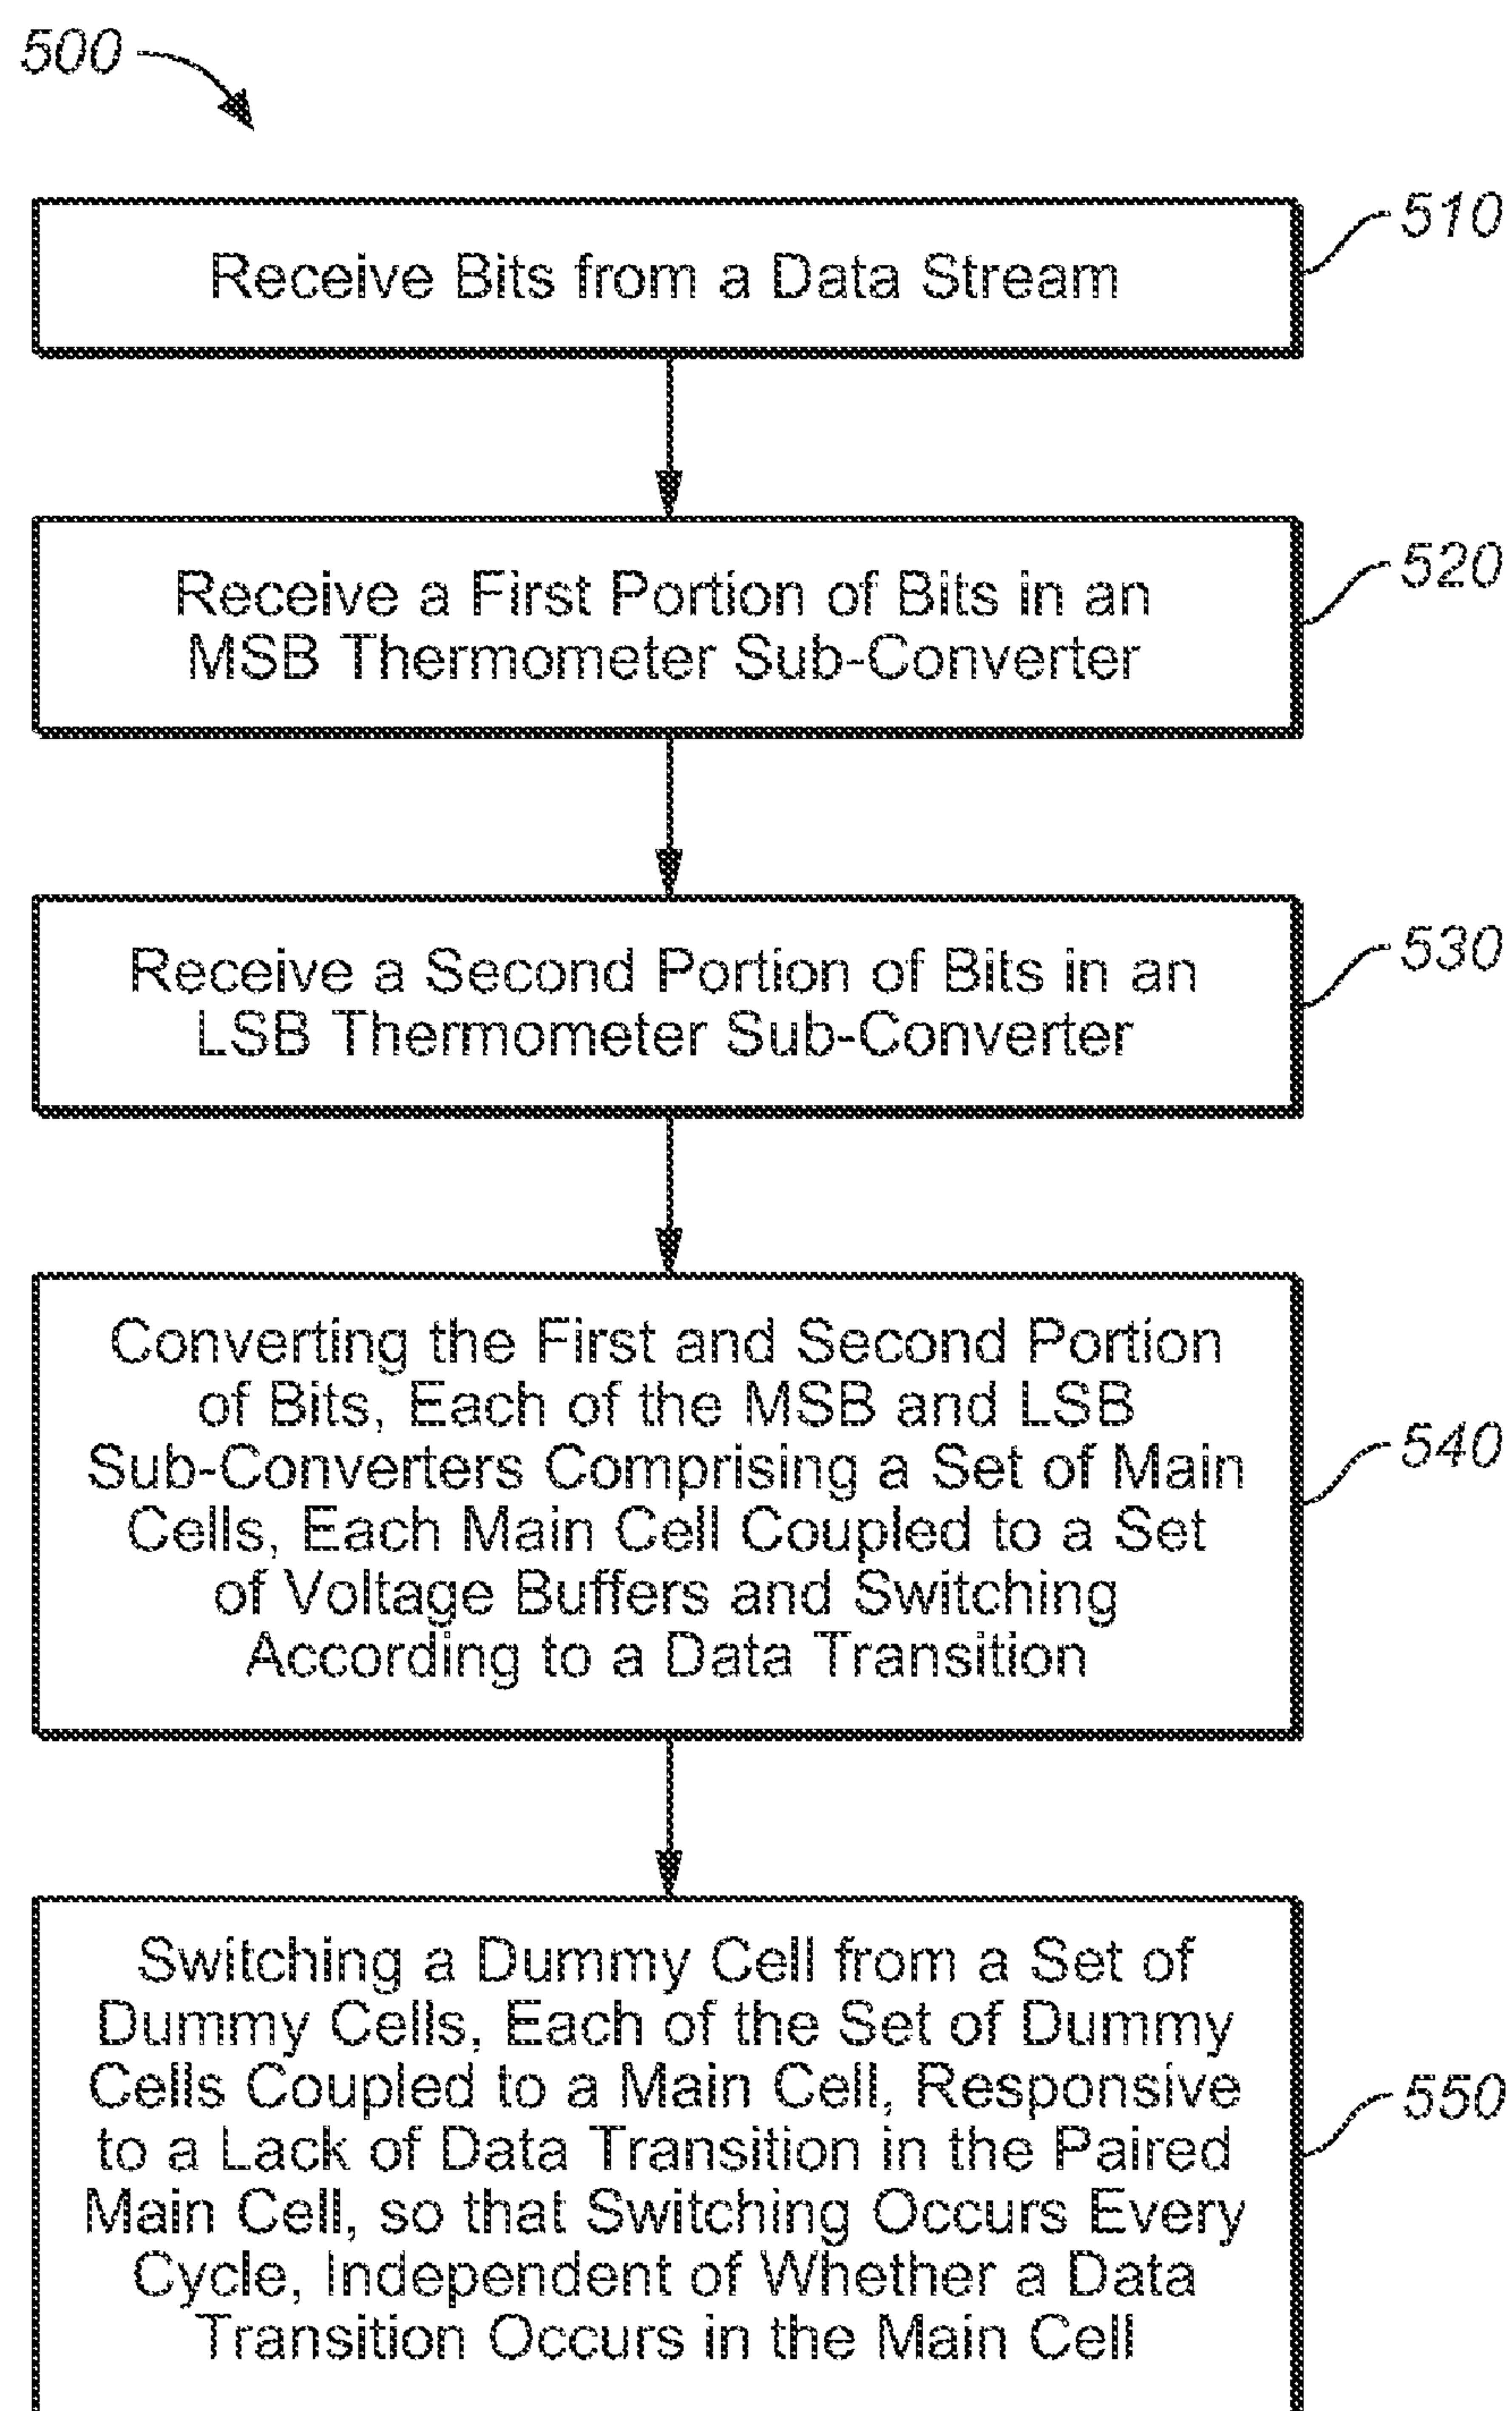 500
Receive Bits from a Data Stream
510
Receive a First Portion of Bits in an
MSB Thermometer Sub-Converter
520
Receive a Second Portion of Bits in an
LSB Thermometer Sub-Converter
530
Converting the First and Second Portion
of Bits, Each of the MSB and LSB
Sub-Converters Comprising a Set of Main
Cells, Each Main Cell Coupled to a Set
of Voltage Buffers and Switching
According to a Data Transition
540
Switching a Dummy Cell from a Set of
Dummy Cells, Each of the Set of Dummy
Cells Coupled to a Main Cell, Responsive
to a Lack of Data Transition in the Paired
Main Cell, so that Switching Occurs Every
Cycle, Independent of Whether a Data
Transition Occurs in the Main Cell
550